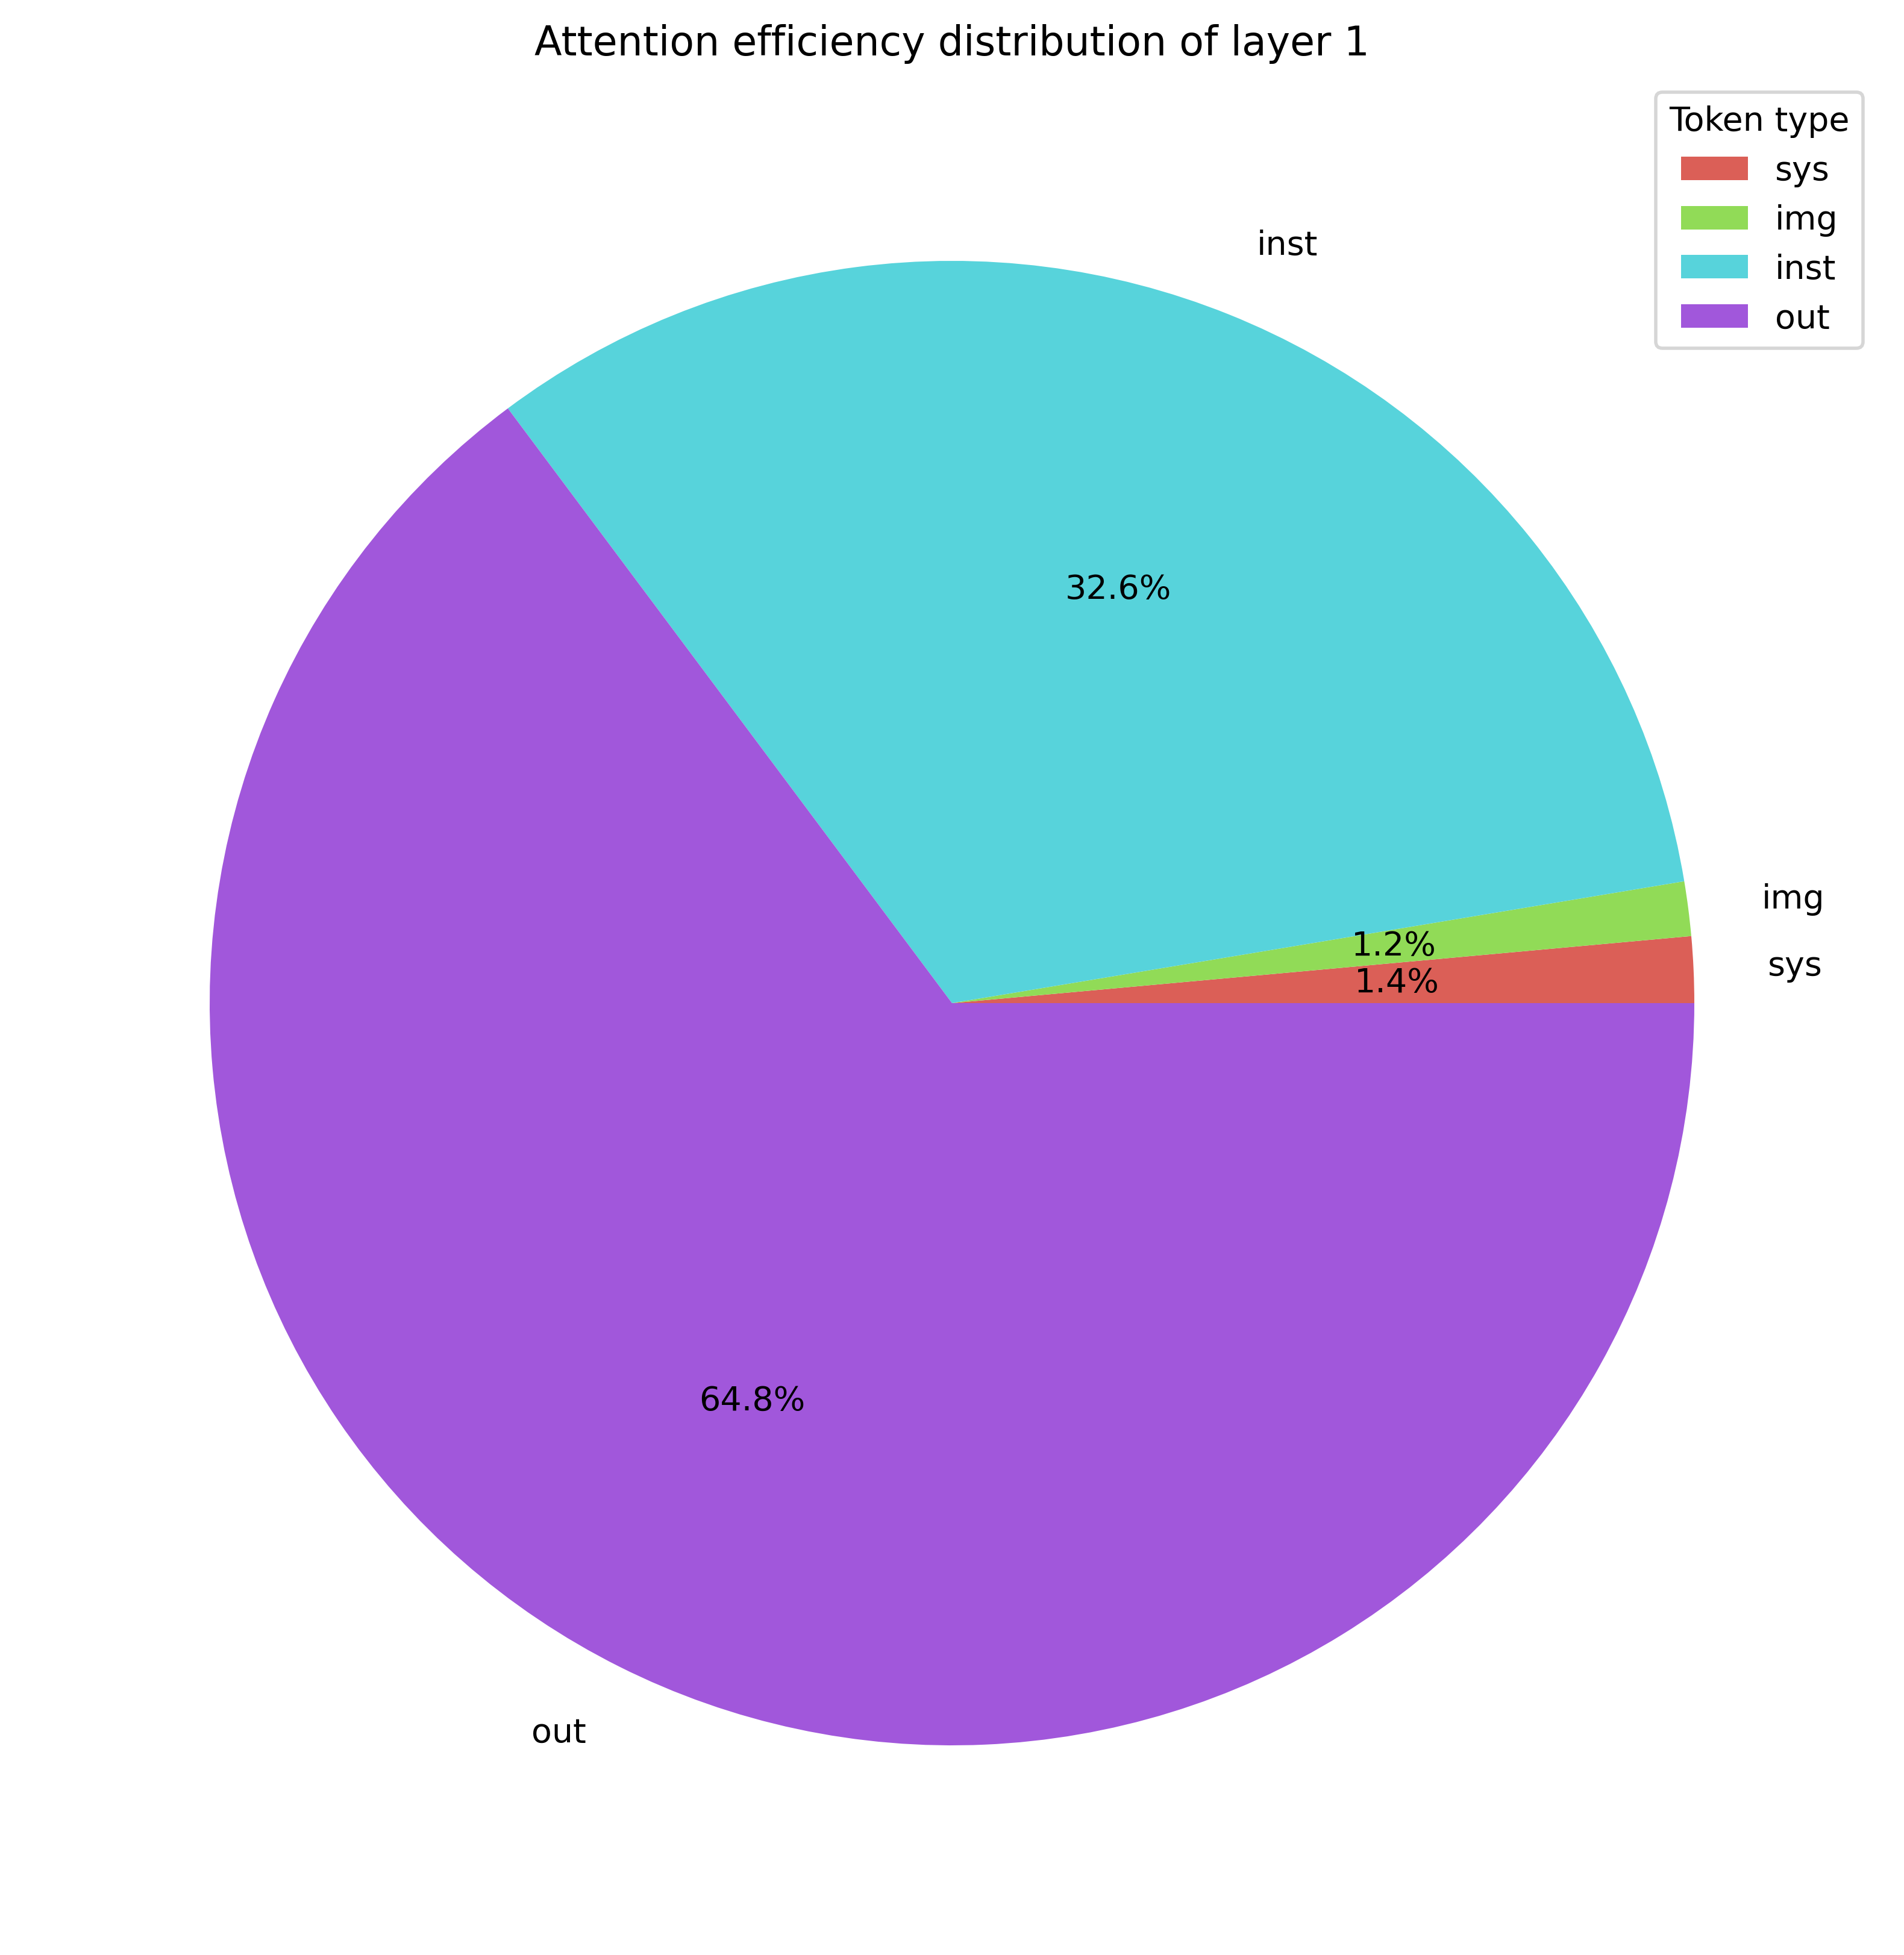 Attention efficiency distribution of layer 1
Token type
sys
img
inst
out
inst
32.6%
img
1.2%
sys
1.4%
64.8%
out